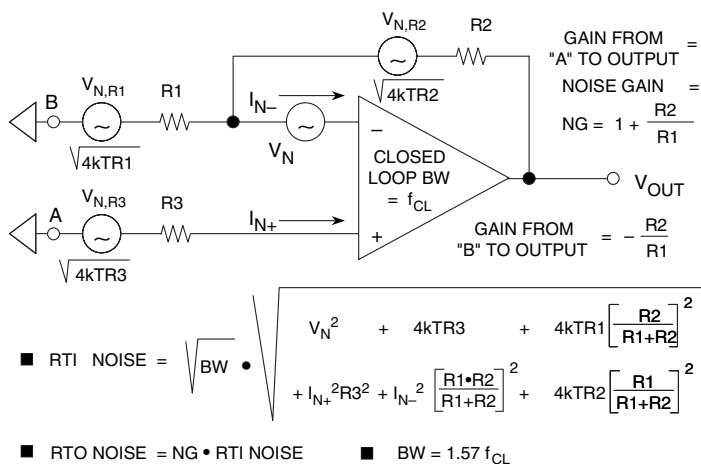 V_N,R2
R2
GAIN FROM "A" TO OUTPUT =
NOISE GAIN =
NG = 1 + R2/R1
B
V_N,R1
R1
I_N–
√4kTR2
~
~
~
–
V_N
√4kTR1
CLOSED LOOP BW = f_CL
V_OUT
A
V_N,R3
R3
I_N+
~
+
√4kTR3
GAIN FROM "B" TO OUTPUT = – R2/R1
■ RTI NOISE = √BW • √ V_N² + 4kTR3 + 4kTR1 [R2/R1+R2]²
+ I_N+² R3² + I_N–² [R1•R2/R1+R2]² + 4kTR2 [R1/R1+R2]²
■ RTO NOISE = NG • RTI NOISE ■ BW = 1.57 f_CL